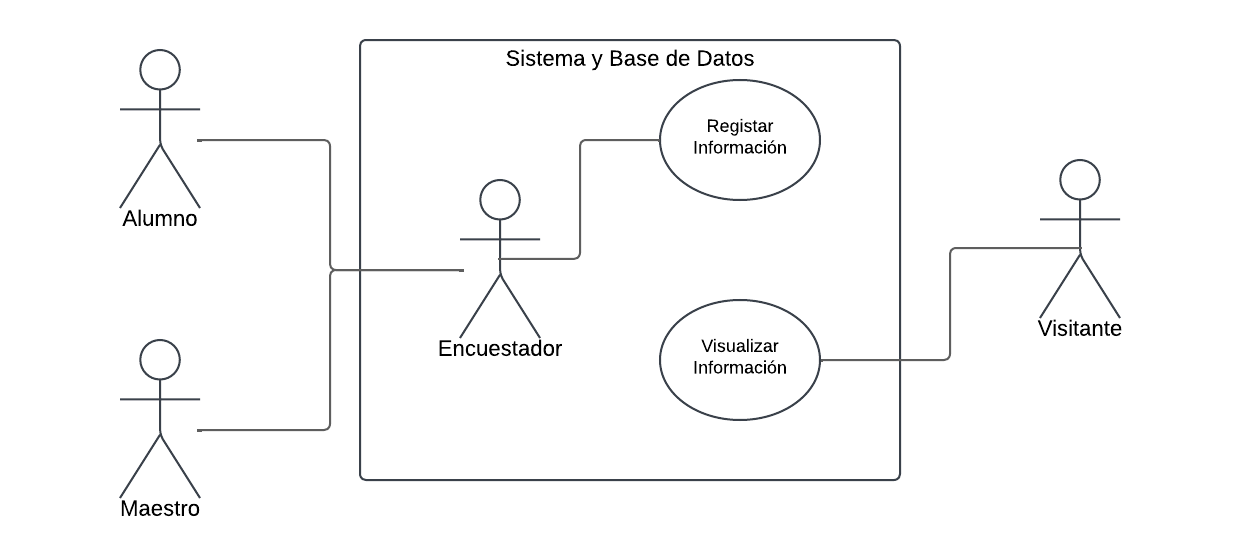 Sistema y Base de Datos
Registar
Información
Alumno
Encuestador
Visitante
Visualizar
Información
Maestro